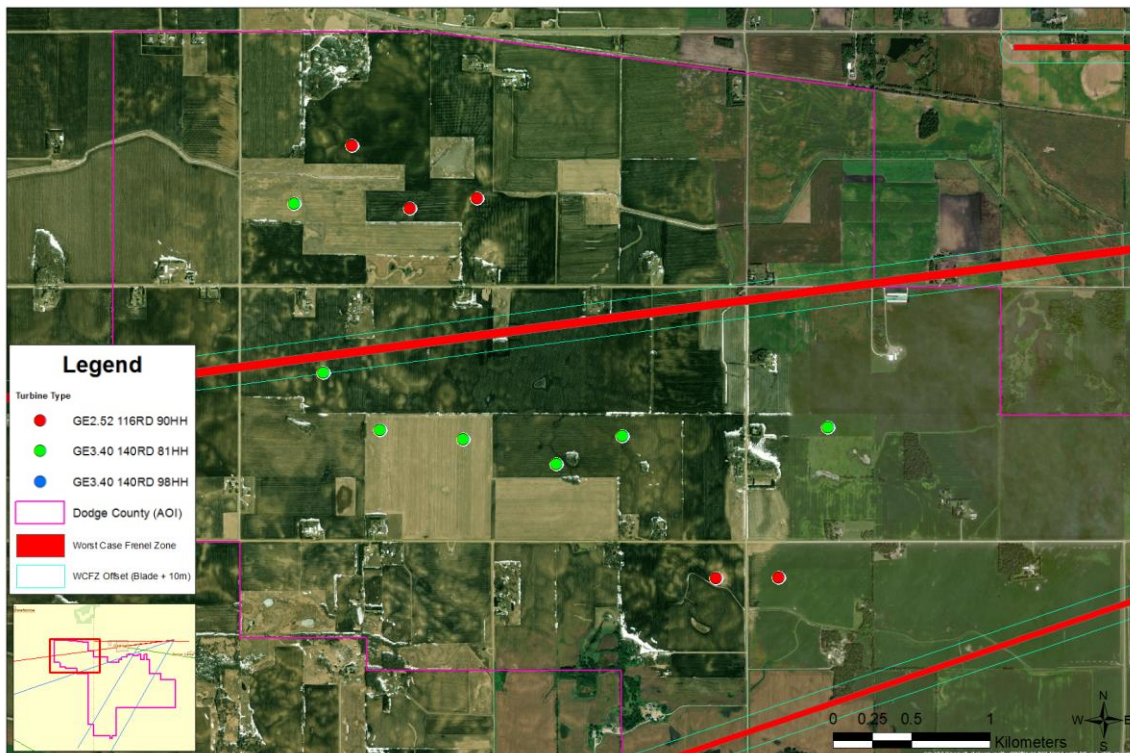 Legend
Turbine Type
GE2.52 116RD 90HH
GE3.40 140RD 81HH
GE3.40 140RD 98HH
Dodge County (AOI)
Worst Case Frenel Zone
WCFZ Offset (Blade + 10m)
N
W
E
S
0 0.25 0.5 1
Kilometers